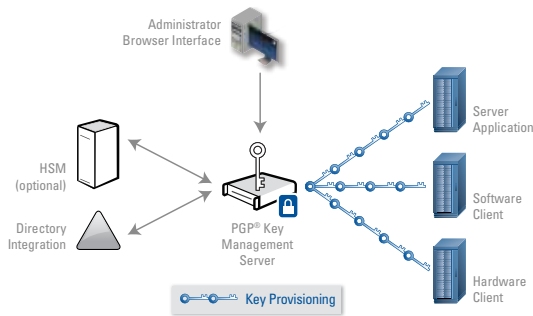 Administrator
Browser Interface
Server
Application
HSM
(optional)
Software
Client
Directory
Integration
PGP® Key
Management
Server
Hardware
Client
Key Provisioning